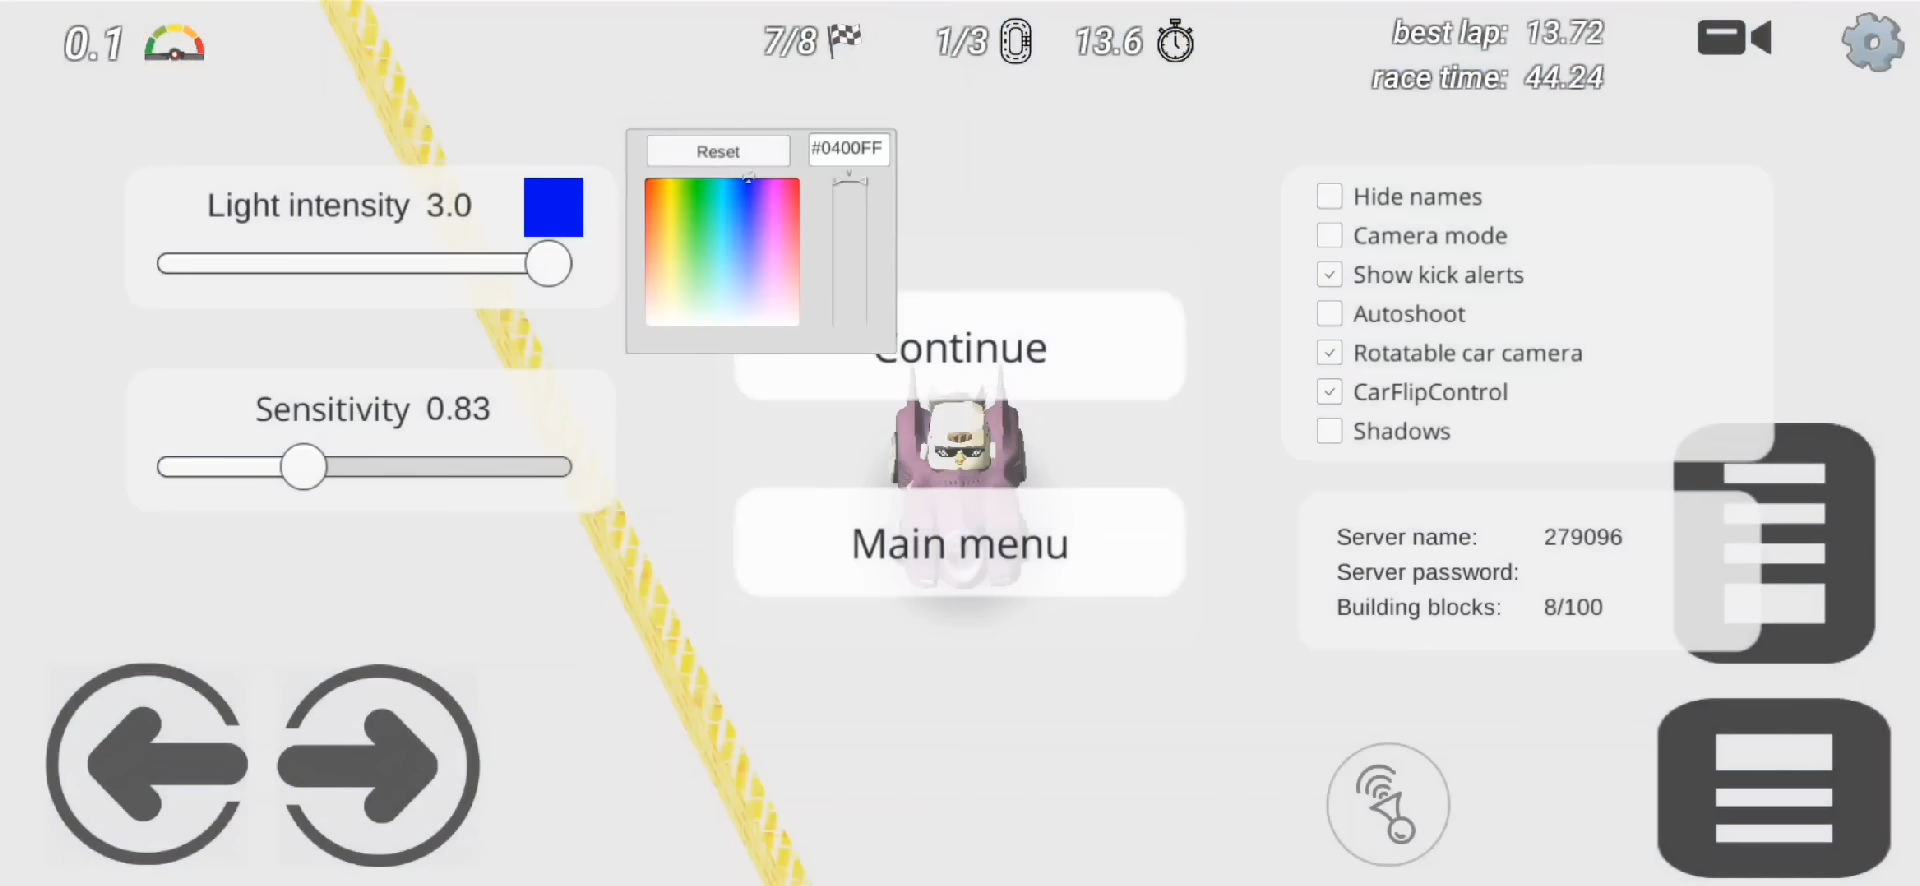 0.1
7/8
1/3
13.6
best lap: 13.72
race time: 44.24
Reset
#0400FF
Light intensity 3.0
Sensitivity 0.83
Continue
Main menu
Hide names
Camera mode
Show kick alerts
Autoshoot
Rotatable car camera
CarFlipControl
Shadows
Server name: 279096
Server password:
Building blocks: 8/100